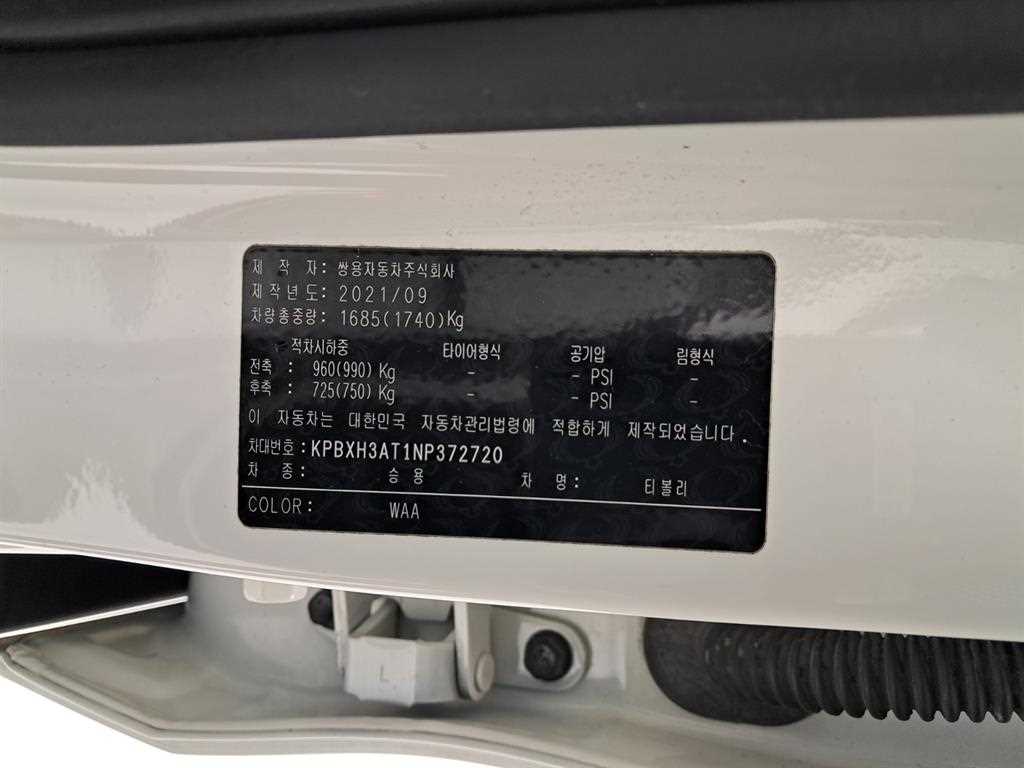 제 작 자: 쌍용자동차주식회사
제작년도: 2021/09
차량총중량: 1685(1740)Kg
적차시하중 타이어형식 공기압 림형식
전축 : 960(990) Kg - - PSI -
후축 : 725(750) Kg - - PSI -
이 자동차는 대한민국 자동차관리법령에 적합하게 제작되었습니다.
차대번호: KPBXH3AT1NP372720
차 종: 승 용 차 명: 티볼리
COLOR: WAA
L